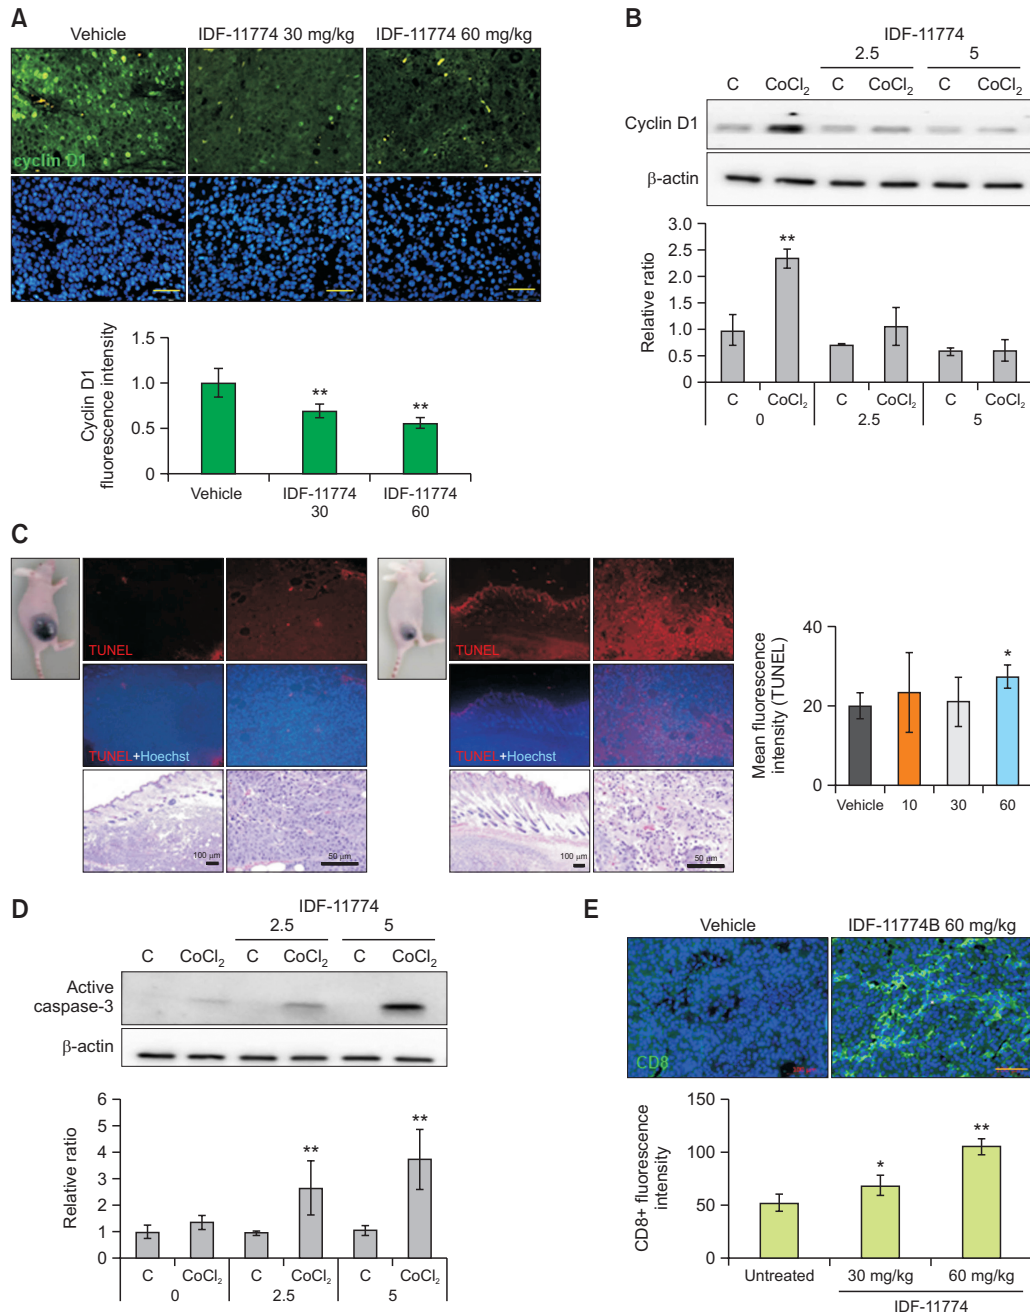 A
Vehicle
IDF-11774 30 mg/kg
IDF-11774 60 mg/kg
cyclin D1
Cyclin D1
fluorescence intensity
1.5
1.0
0.5
0
**
**
Vehicle
IDF-11774
30
IDF-11774
60
B
IDF-11774
2.5
5
C
CoCl₂
C
CoCl₂
C
CoCl₂
Cyclin D1
β-actin
Relative ratio
3.0
2.5
2.0
1.5
1.0
0.5
0
**
C
CoCl₂
C
CoCl₂
C
CoCl₂
0
2.5
5
C
TUNEL
TUNEL+Hoechst
100 μm
50 μm
TUNEL
TUNEL+Hoechst
100 μm
50 μm
Mean fluorescence
intensity (TUNEL)
40
20
0
*
Vehicle
10
30
60
D
IDF-11774
2.5
5
C
CoCl₂
C
CoCl₂
C
CoCl₂
Active
caspase-3
β-actin
Relative ratio
6
5
4
3
2
1
0
**
**
C
CoCl₂
C
CoCl₂
C
CoCl₂
0
2.5
5
E
Vehicle
IDF-11774B 60 mg/kg
CD8
CD8+ fluorescence
intensity
150
100
50
0
*
**
Untreated
30 mg/kg
60 mg/kg
IDF-11774